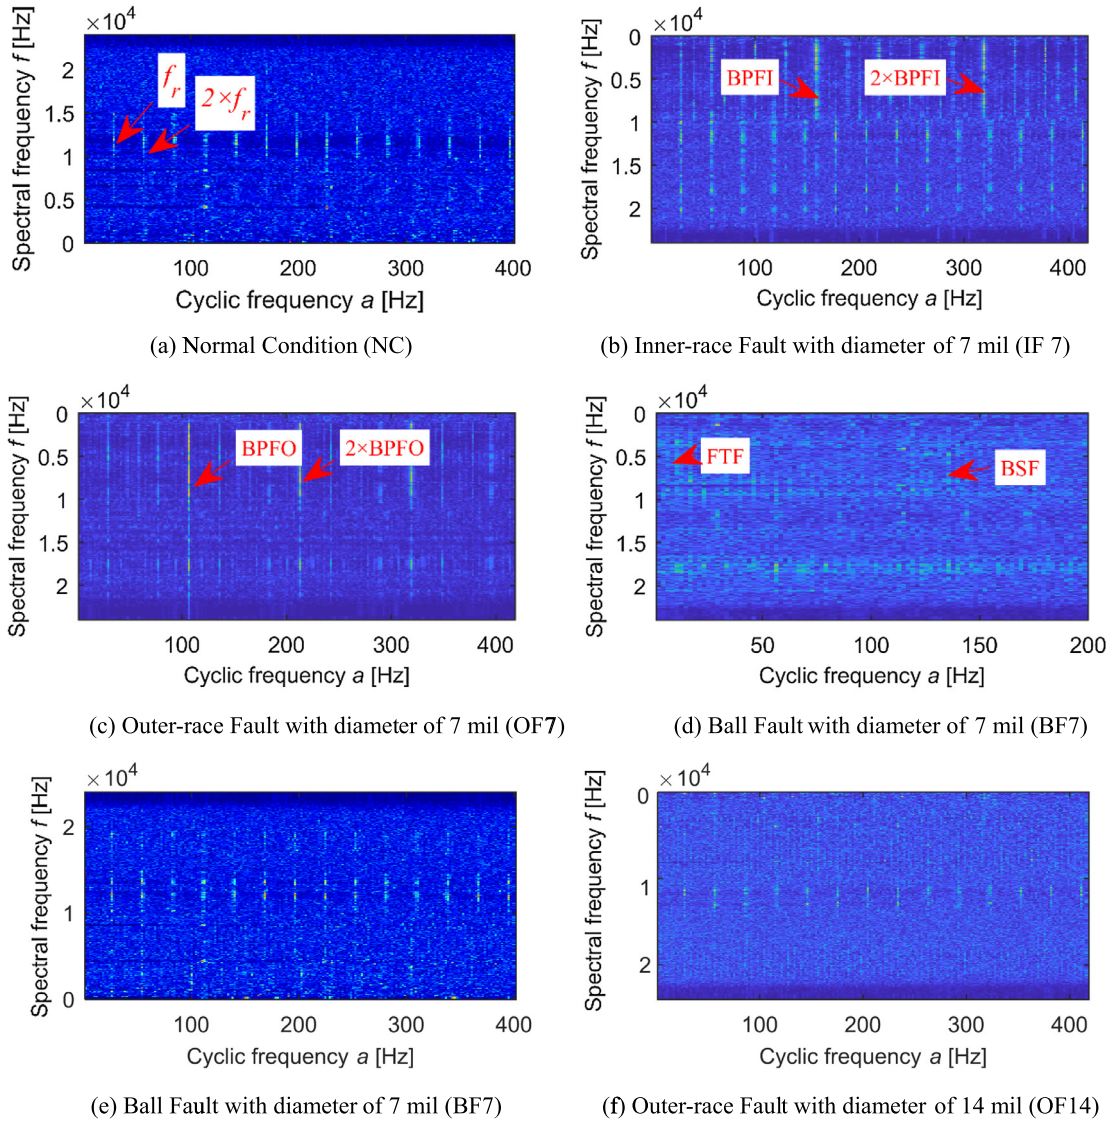 ×10⁴
Spectral frequency f [Hz]
2
1.5
1
0.5
0
f_r
2×f_r
100
200
300
400
Cyclic frequency a [Hz]
(a) Normal Condition (NC)
×10⁴
Spectral frequency f [Hz]
0
0.5
1
1.5
2
BPFI
2×BPFI
100
200
300
400
Cyclic frequency a [Hz]
(b) Inner-race Fault with diameter of 7 mil (IF 7)
×10⁴
Spectral frequency f [Hz]
0
0.5
1
1.5
2
BPFO
2×BPFO
0
100
200
300
400
Cyclic frequency a [Hz]
(c) Outer-race Fault with diameter of 7 mil (OF7)
×10⁴
Spectral frequency f [Hz]
0
0.5
1
1.5
2
FTF
BSF
50
100
150
200
Cyclic frequency a [Hz]
(d) Ball Fault with diameter of 7 mil (BF7)
×10⁴
Spectral frequency f [Hz]
2
1
0
100
200
300
400
Cyclic frequency a [Hz]
(e) Ball Fault with diameter of 7 mil (BF7)
×10⁴
Spectral frequency f [Hz]
0
1
2
0
100
200
300
400
Cyclic frequency a [Hz]
(f) Outer-race Fault with diameter of 14 mil (OF14)